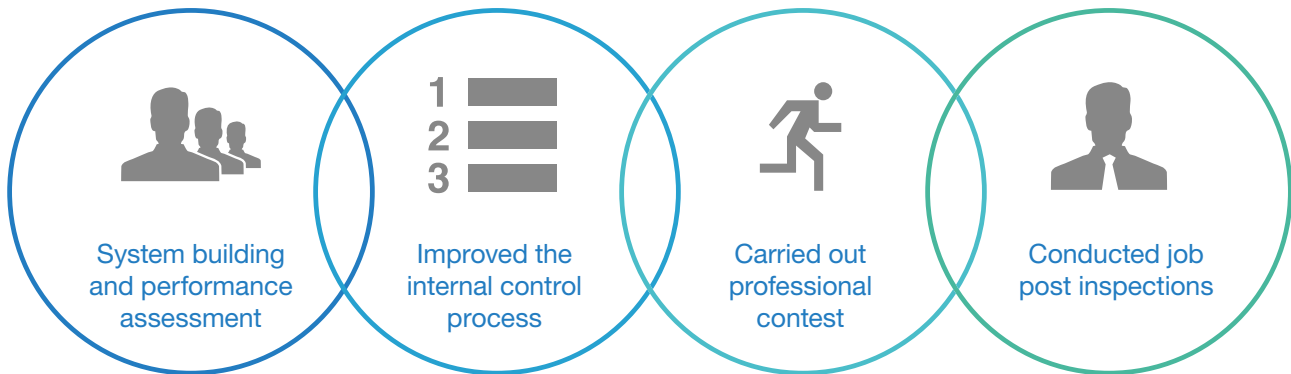 1
2
3
System building
and performance
assessment
Improved the
internal control
process
Carried out
professional
contest
Conducted job
post inspections